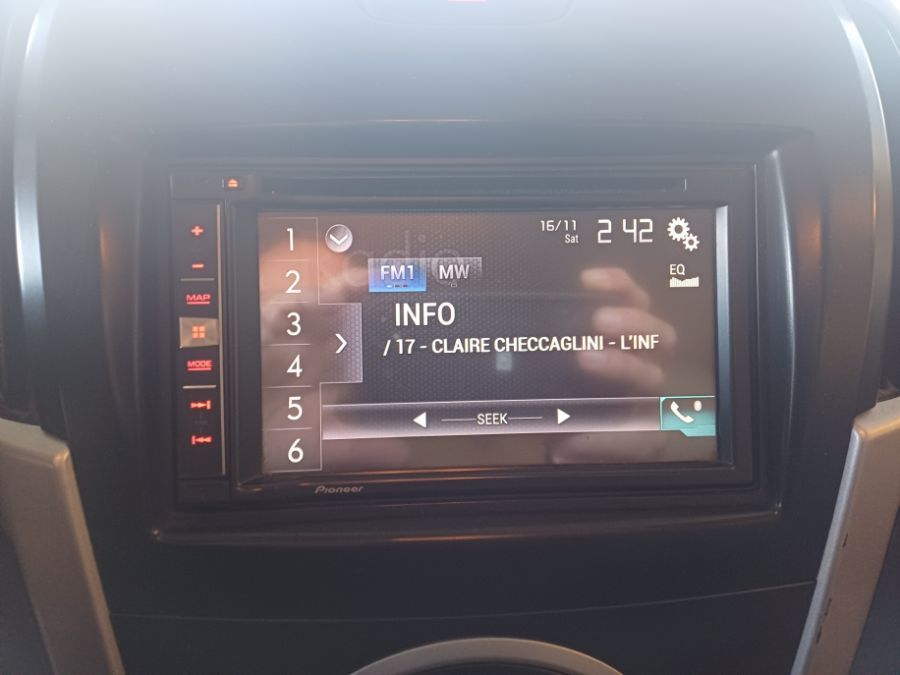 16/11
Sat
2 42
radio
FM1
MW
EQ
INFO
/ 17 - CLAIRE CHECCAGLINI - L'INF
SEEK
1
2
3
4
5
6
MAP
MODE
Pioneer